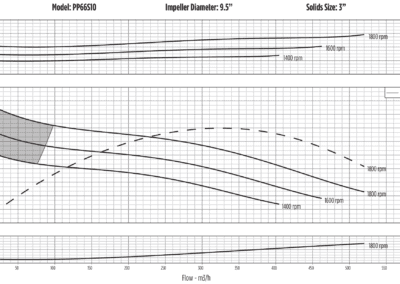 Model: PP66S10 Impeller Diameter: 9.5" Solids Size: 3"
1800 rpm
1600 rpm
1400 rpm
1800 rpm
1800 rpm
1600 rpm
1400 rpm
1800 rpm
50 100 150 200 250 300 350 400 450 500 550
Flow - m3/h